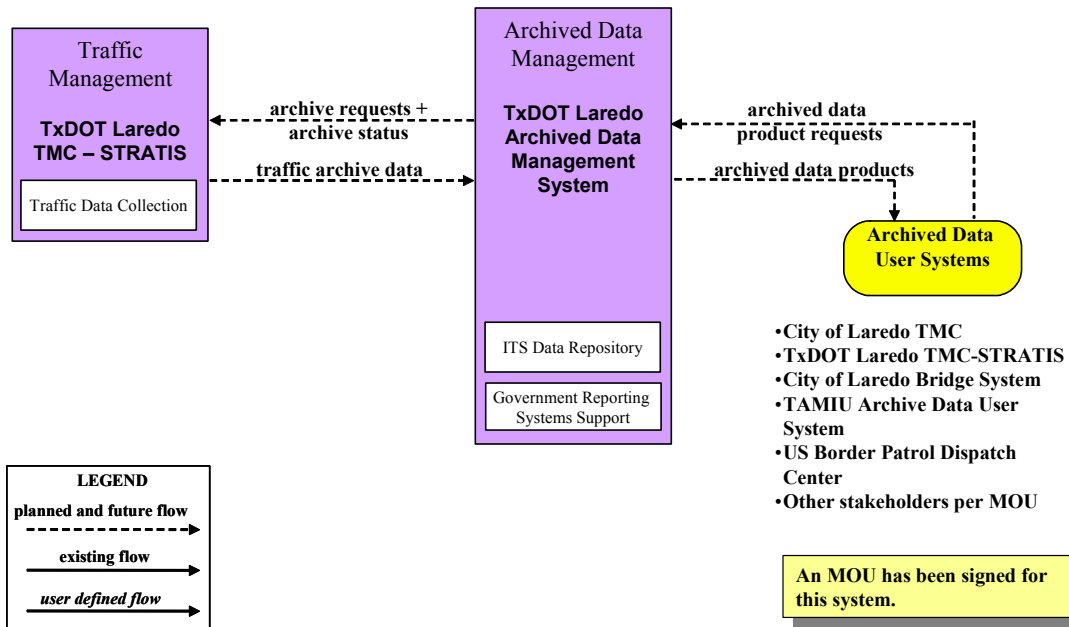 Traffic
Management
TxDOT Laredo
TMC – STRATIS
Traffic Data Collection
archive requests +
archive status
traffic archive data
Archived Data
Management
TxDOT Laredo
Archived Data
Management
System
ITS Data Repository
Government Reporting
Systems Support
archived data
product requests
archived data products
Archived Data
User Systems
•City of Laredo TMC
•TxDOT Laredo TMC-STRATIS
•City of Laredo Bridge System
•TAMIU Archive Data User
System
•US Border Patrol Dispatch
Center
•Other stakeholders per MOU
LEGEND
planned and future flow
existing flow
user defined flow
An MOU has been signed for
this system.